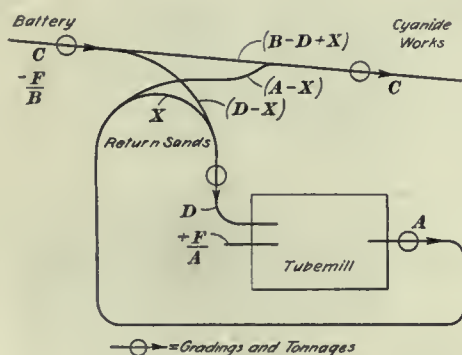 Battery
Cyanide Works
(B-D+X)
C
C
-F/B
(A-X)
(D-X)
X
Return Sands
D
+F/A
A
Tubemill
=Gradings and Tonnages